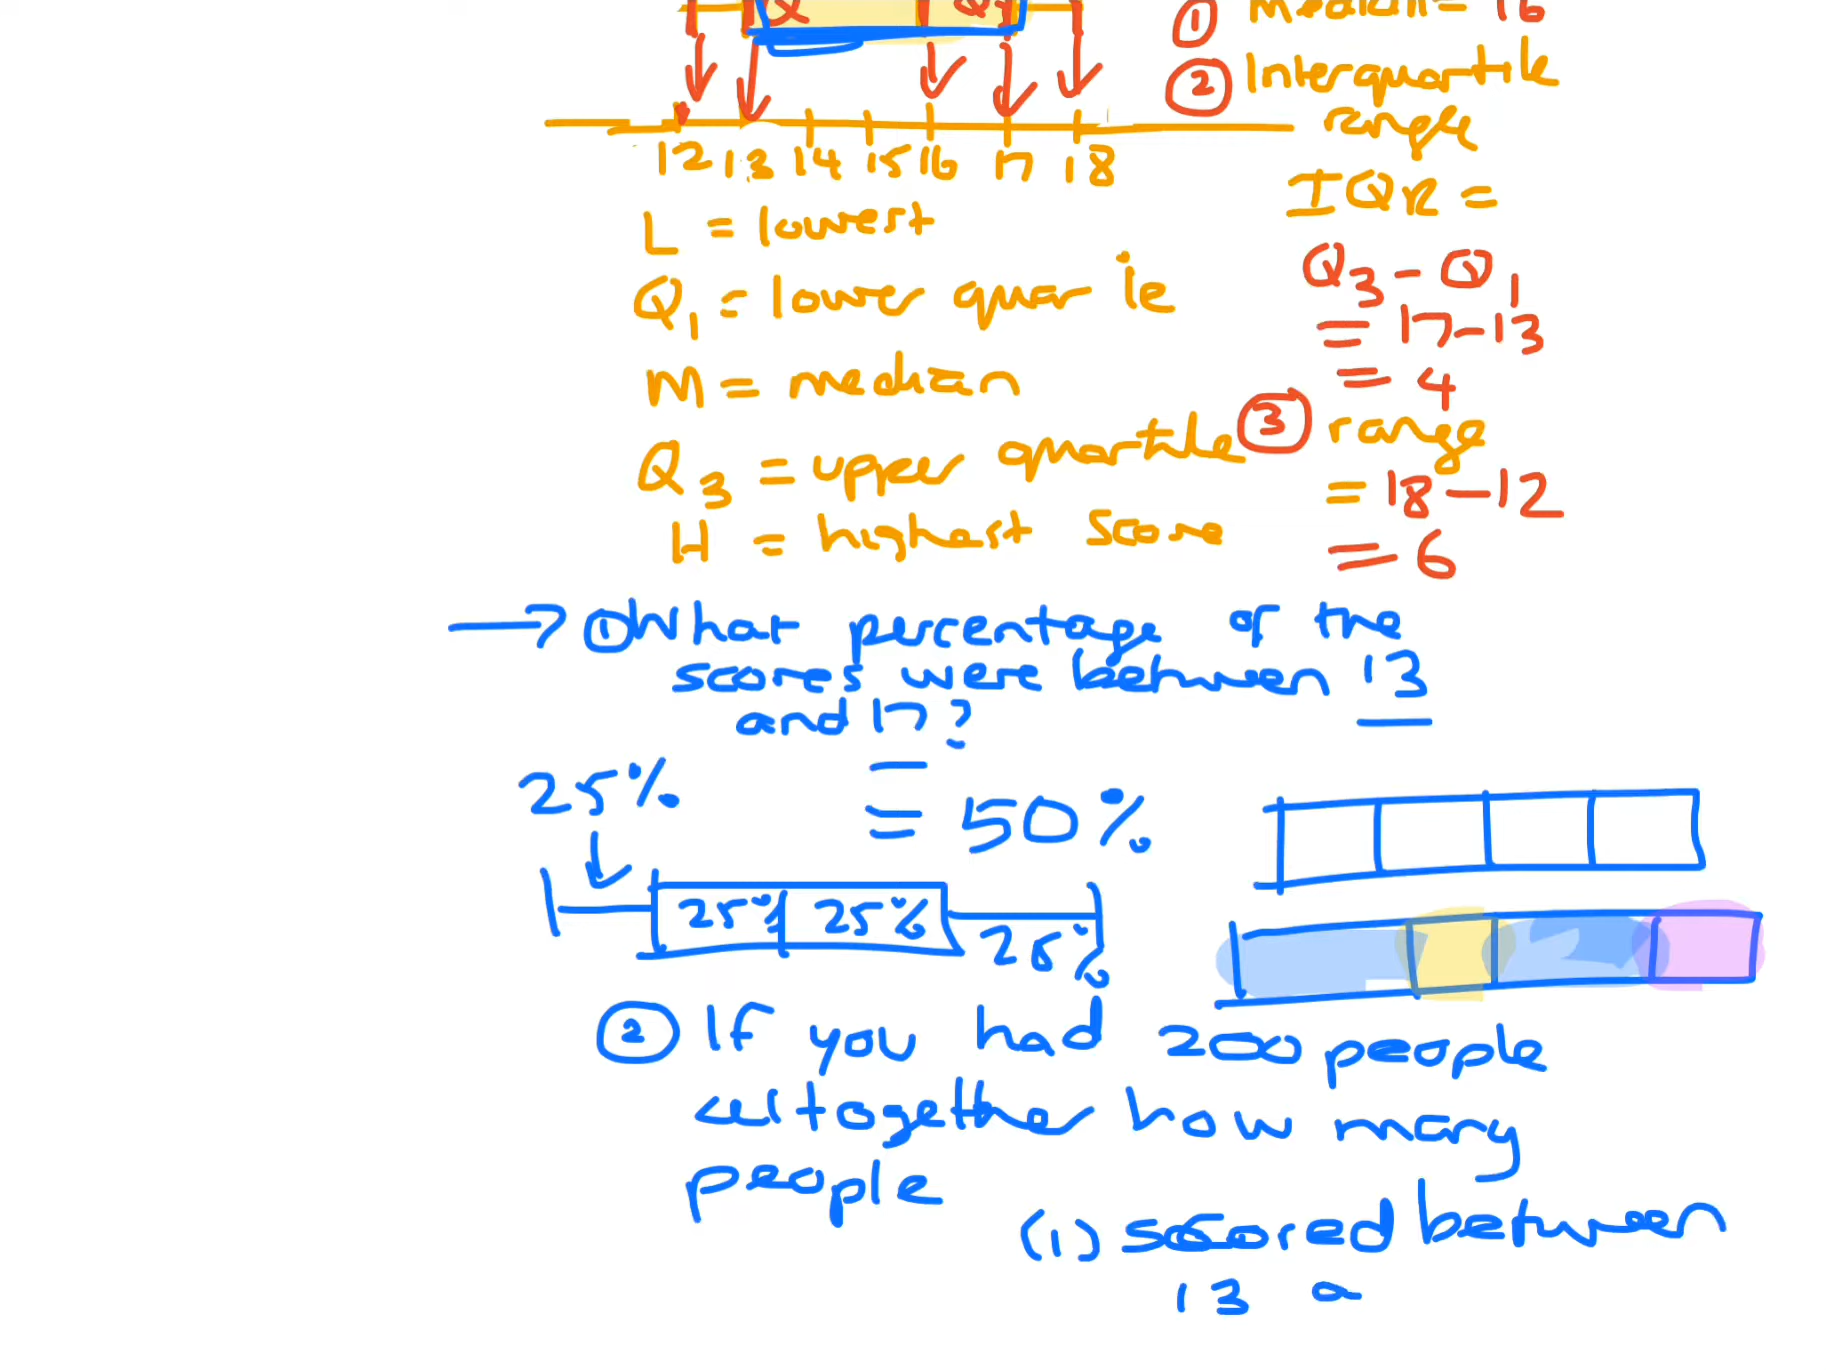 Q Q
① Median = 16
② Interquartile
range
12 13 14 15 16 17 18
IQR =
L = lowest
Q₃ - Q₁
Q₁ = lower quar ie
= 17-13
M = median
= 4
③ range
Q₃ = upper quartile
= 18-12
H = highest score
= 6
→ ① What percentage of the
scores were between 13
and 17?
25%
= 50%
25% 25% 25%
② If you had 200 people
altogether how many
people
(1) scored between
13 a